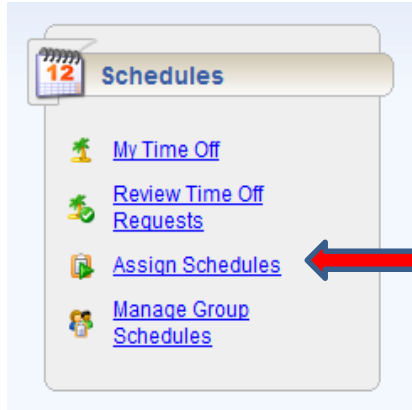 12
Schedules
My Time Off
Review Time Off
Requests
Assign Schedules
Manage Group
Schedules